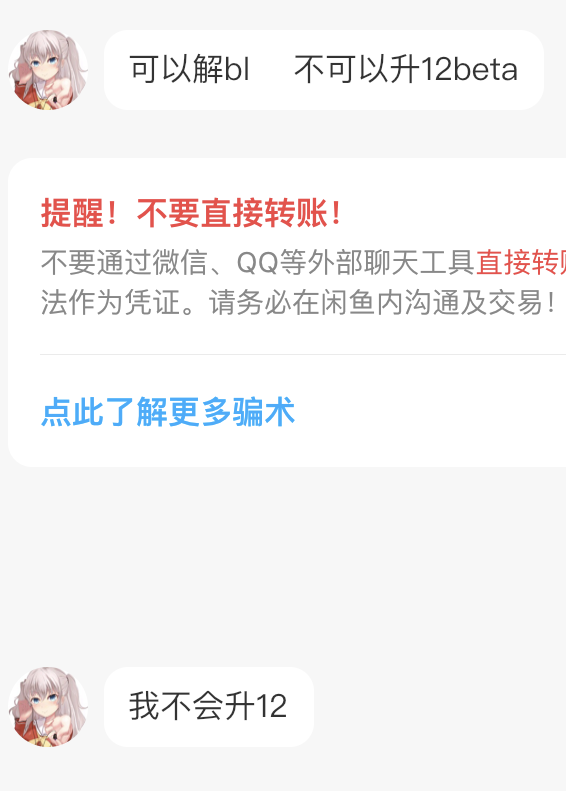 可以解bl 不可以升12beta
提醒！不要直接转账！
不要通过微信、QQ等外部聊天工具直接转
法作为凭证。请务必在闲鱼内沟通及交易！
点此了解更多骗术
我不会升12